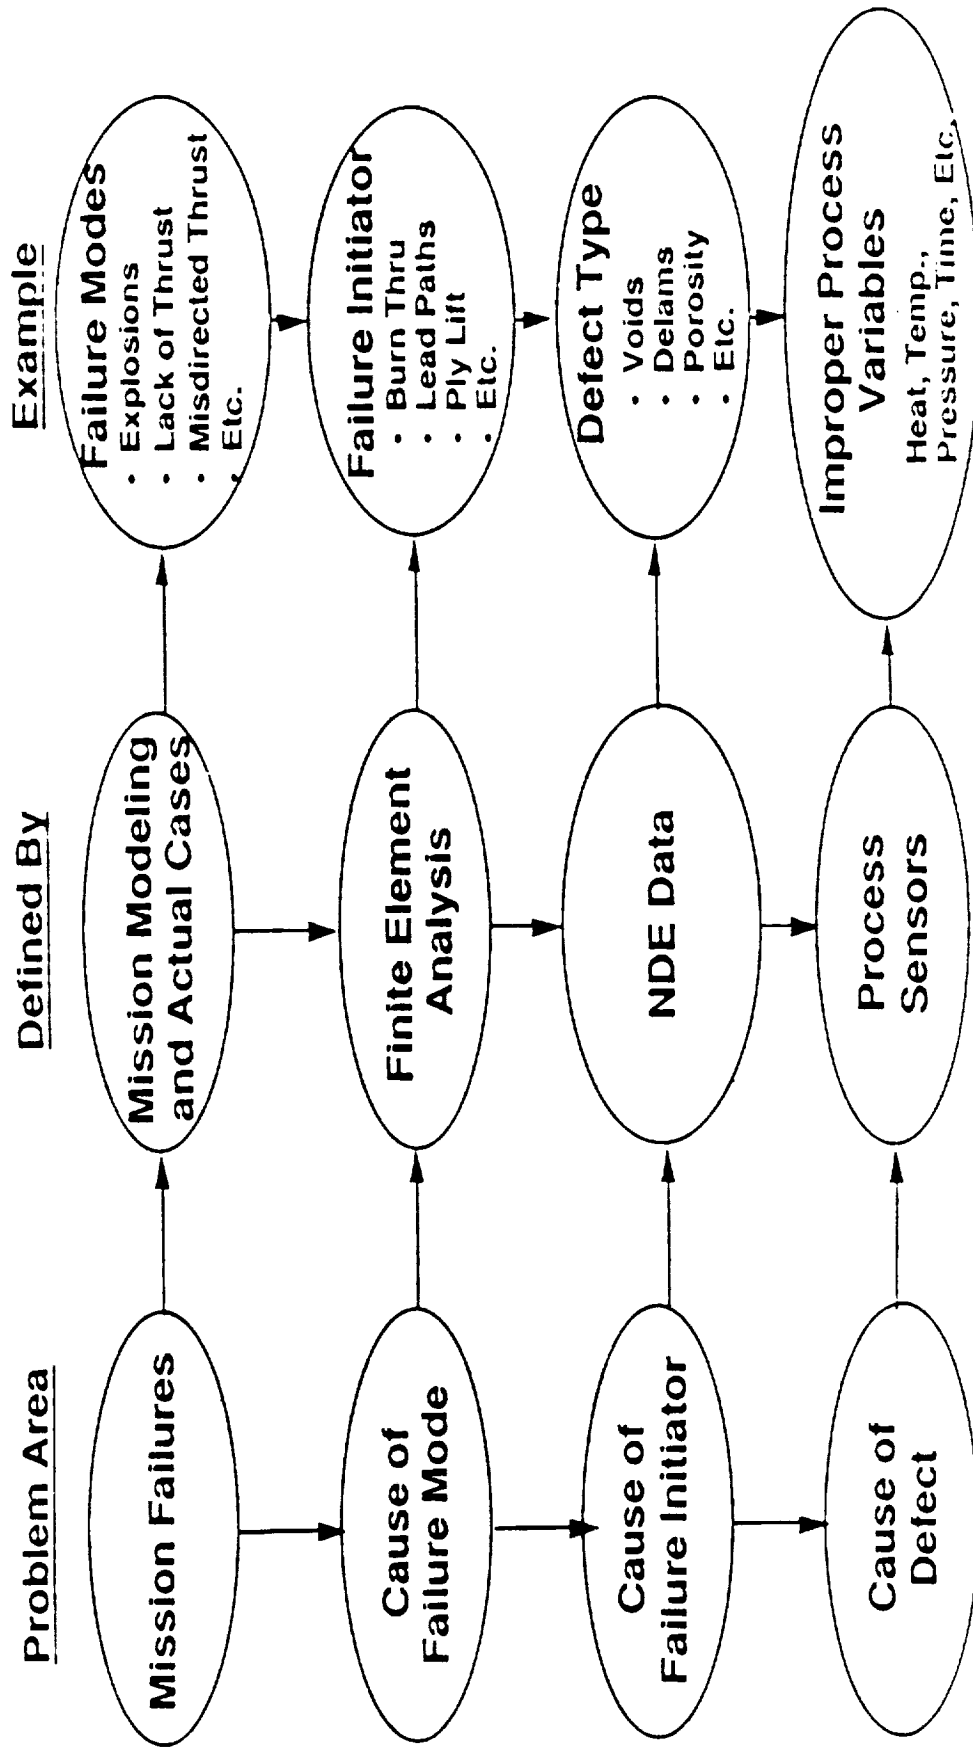 Problem Area
Defined By
Example
Mission Failures
Mission Modeling
and Actual Cases
Failure Modes
• Explosions
• Lack of Thrust
• Misdirected Thrust
• Etc.
Cause of
Failure Mode
Finite Element
Analysis
Failure Initiator
• Burn Thru
• Lead Paths
• Ply Lift
• Etc.
Cause of
Failure Initiator
NDE Data
Defect Type
• Voids
• Delams
• Porosity
• Etc.
Cause of
Defect
Process
Sensors
Improper Process
Variables
Heat, Temp.,
Pressure, Time, Etc.